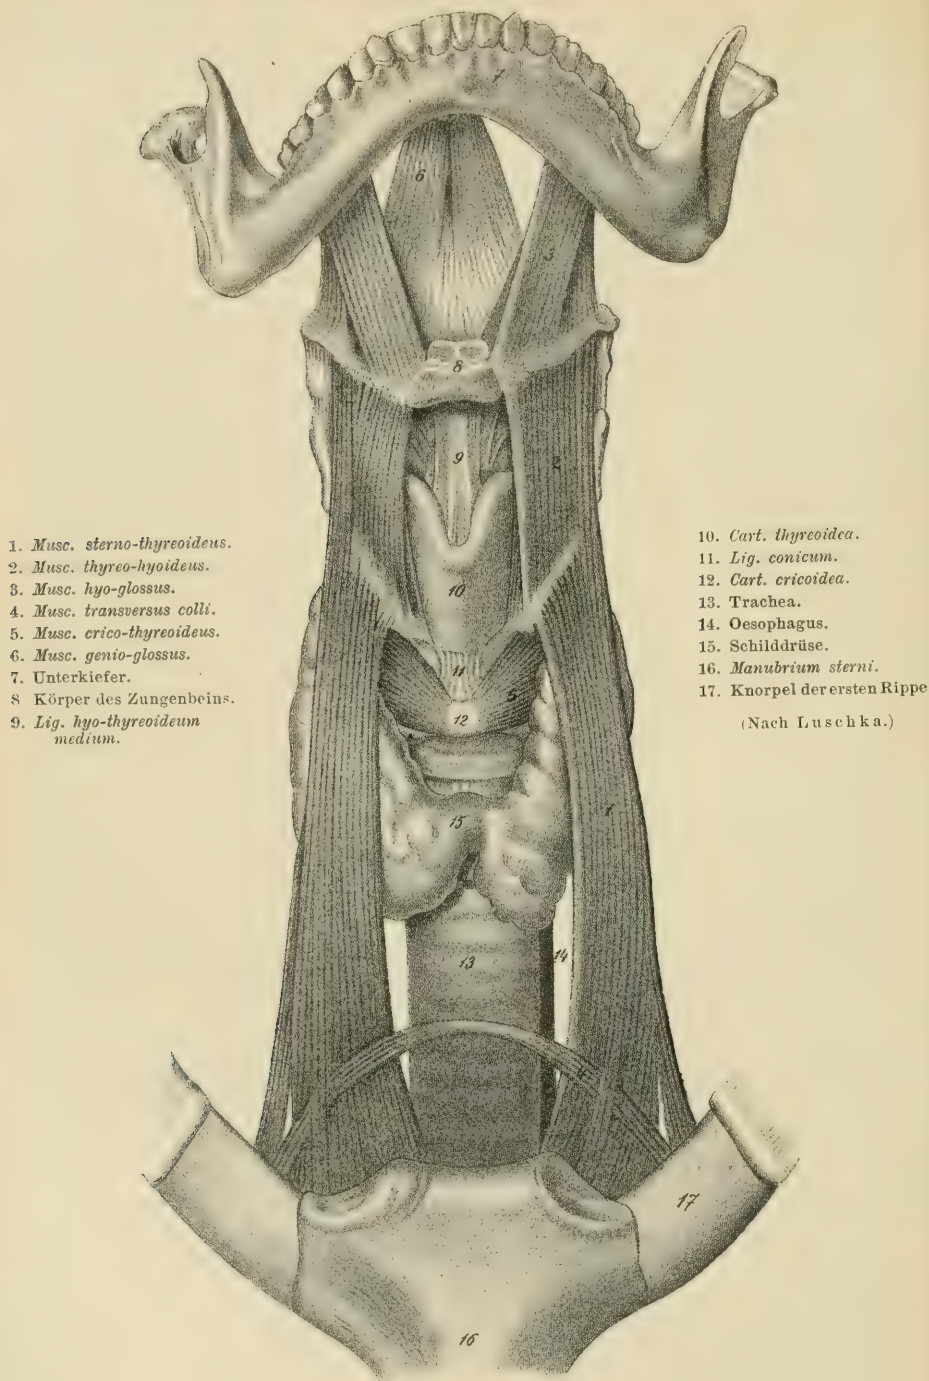 1. Musc. sterno-thyreoideus.
2. Musc. thyreo-hyoideus.
3. Musc. hyo-glossus.
4. Musc. transversus colli.
5. Musc. crico-thyreoideus.
6. Musc. genio-glossus.
7. Unterkiefer.
8 Körper des Zungenbeins.
9. Lig. hyo-thyreoideum
medium.
10. Cart. thyreoidea.
11. Lig. conicum.
12. Cart. cricoidea.
13. Trachea.
14. Oesophagus.
15. Schilddrüse.
16. Manubrium sterni.
17. Knorpel der ersten Rippe
(Nach Luschka.)
7
6
3
8
9
2
10
11
5
12
1
15
13
14
4
17
16